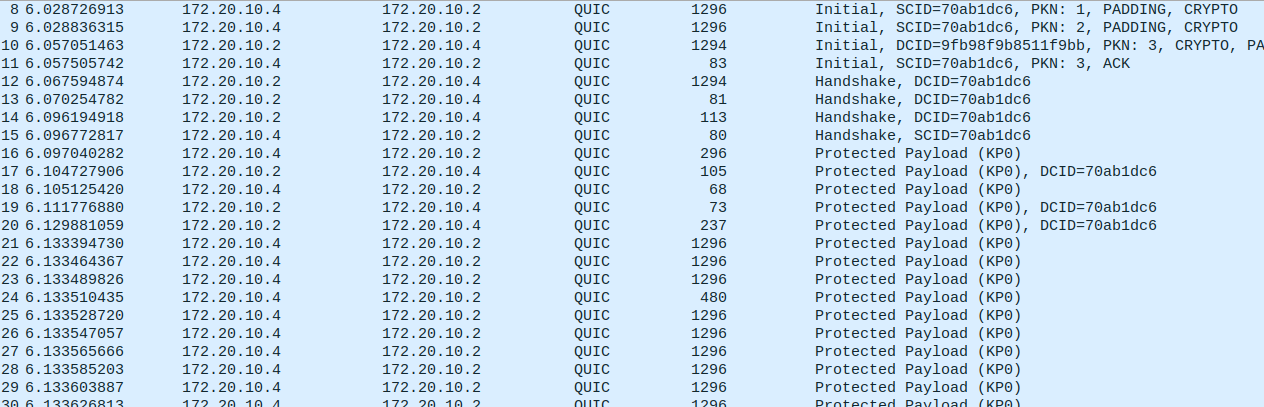 8 6.028726913 172.20.10.4 172.20.10.2 QUIC 1296 Initial, SCID=70ab1dc6, PKN: 1, PADDING, CRYPTO
9 6.028836315 172.20.10.4 172.20.10.2 QUIC 1296 Initial, SCID=70ab1dc6, PKN: 2, PADDING, CRYPTO
10 6.057051463 172.20.10.2 172.20.10.4 QUIC 1294 Initial, DCID=9fb98f9b8511f9bb, PKN: 3, CRYPTO, PA
11 6.057505742 172.20.10.4 172.20.10.2 QUIC 83 Initial, SCID=70ab1dc6, PKN: 3, ACK
12 6.067594874 172.20.10.2 172.20.10.4 QUIC 1294 Handshake, DCID=70ab1dc6
13 6.070254782 172.20.10.2 172.20.10.4 QUIC 81 Handshake, DCID=70ab1dc6
14 6.096194918 172.20.10.2 172.20.10.4 QUIC 113 Handshake, DCID=70ab1dc6
15 6.096772817 172.20.10.4 172.20.10.2 QUIC 80 Handshake, SCID=70ab1dc6
16 6.097040282 172.20.10.4 172.20.10.2 QUIC 296 Protected Payload (KP0)
17 6.104727906 172.20.10.2 172.20.10.4 QUIC 105 Protected Payload (KP0), DCID=70ab1dc6
18 6.105125420 172.20.10.4 172.20.10.2 QUIC 68 Protected Payload (KP0)
19 6.111776880 172.20.10.2 172.20.10.4 QUIC 73 Protected Payload (KP0), DCID=70ab1dc6
20 6.129881059 172.20.10.2 172.20.10.4 QUIC 237 Protected Payload (KP0), DCID=70ab1dc6
21 6.133394730 172.20.10.4 172.20.10.2 QUIC 1296 Protected Payload (KP0)
22 6.133464367 172.20.10.4 172.20.10.2 QUIC 1296 Protected Payload (KP0)
23 6.133489826 172.20.10.4 172.20.10.2 QUIC 1296 Protected Payload (KP0)
24 6.133510435 172.20.10.4 172.20.10.2 QUIC 480 Protected Payload (KP0)
25 6.133528720 172.20.10.4 172.20.10.2 QUIC 1296 Protected Payload (KP0)
26 6.133547057 172.20.10.4 172.20.10.2 QUIC 1296 Protected Payload (KP0)
27 6.133565666 172.20.10.4 172.20.10.2 QUIC 1296 Protected Payload (KP0)
28 6.133585203 172.20.10.4 172.20.10.2 QUIC 1296 Protected Payload (KP0)
29 6.133603887 172.20.10.4 172.20.10.2 QUIC 1296 Protected Payload (KP0)
30 6.133626813 172.20.10.4 172.20.10.2 QUIC 1296 Protected Payload (KP0)